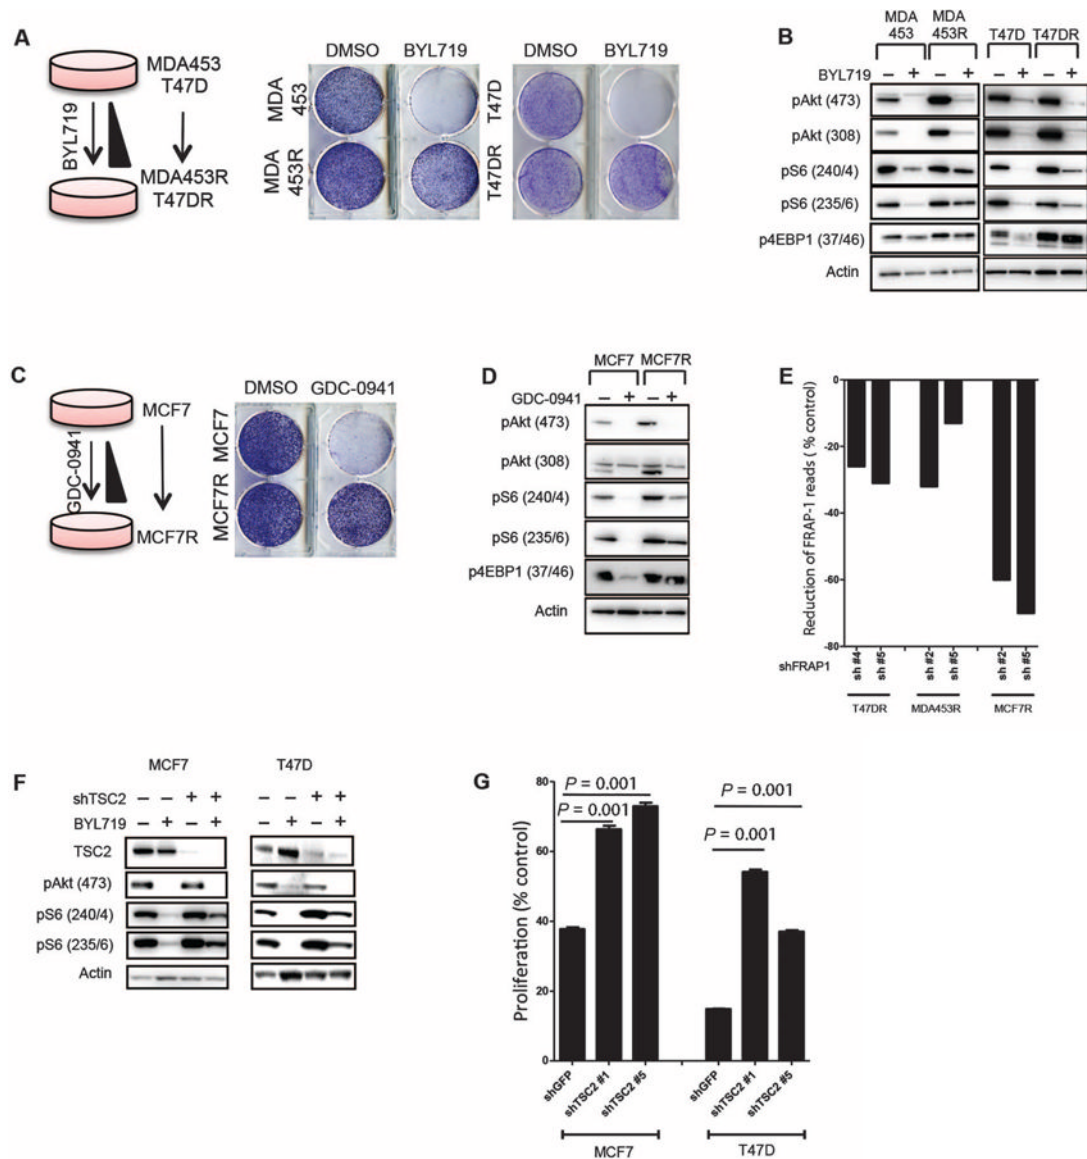 A
MDA453
T47D
BYL719
MDA453R
T47DR
DMSO BYL719
MDA
453
MDA
453R
DMSO BYL719
T47D
T47DR
B
MDA
453
MDA
453R
T47D T47DR
BYL719 – + – + – + – +
pAkt (473)
pAkt (308)
pS6 (240/4)
pS6 (235/6)
p4EBP1 (37/46)
Actin
C
MCF7
GDC-0941
MCF7R
DMSO GDC-0941
MCF7
MCF7R
D
MCF7 MCF7R
GDC-0941 – + – +
pAkt (473)
pAkt (308)
pS6 (240/4)
pS6 (235/6)
p4EBP1 (37/46)
Actin
E
Reduction of FRAP-1 reads ( % control)
0
-20
-40
-60
-80
shFRAP1
sh #4
sh #5
sh #2
sh #5
sh #2
sh #5
T47DR MDA453R MCF7R
F
MCF7 T47D
shTSC2 – – + + – – + +
BYL719 – + – + – + – +
TSC2
pAkt (473)
pS6 (240/4)
pS6 (235/6)
Actin
G
Proliferation (% control)
80
60
40
20
0
P = 0.001
P = 0.001
P = 0.001
P = 0.001
shGFP
shTSC2 #1
shTSC2 #5
shGFP
shTSC2 #1
shTSC2 #5
MCF7 T47D